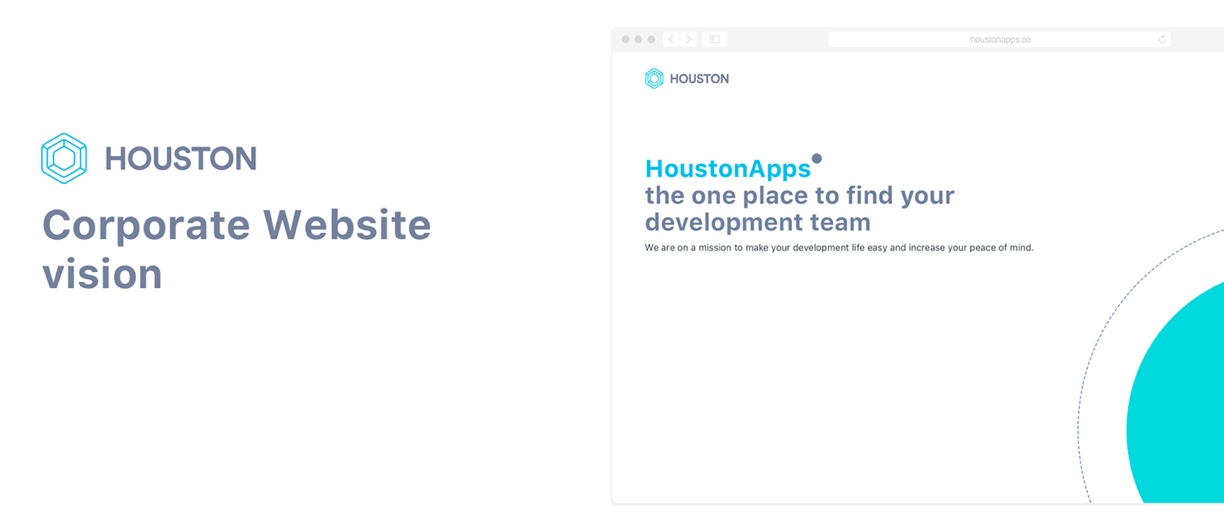 HOUSTON
Corporate Website
vision
houstonapps.co
HOUSTON
HoustonApps
the one place to find your
development team
We are on a mission to make your development life easy and increase your peace of mind.